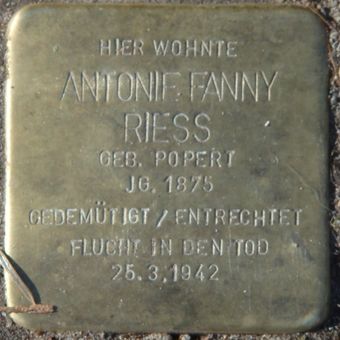 HIER WOHNTE
ANTONIE FANNY
RIESS
GEB. POPERT
JG. 1875
GEDEMÜTIGT / ENTRECHTET
FLUCHT IN DEN TOD
25.3.1942